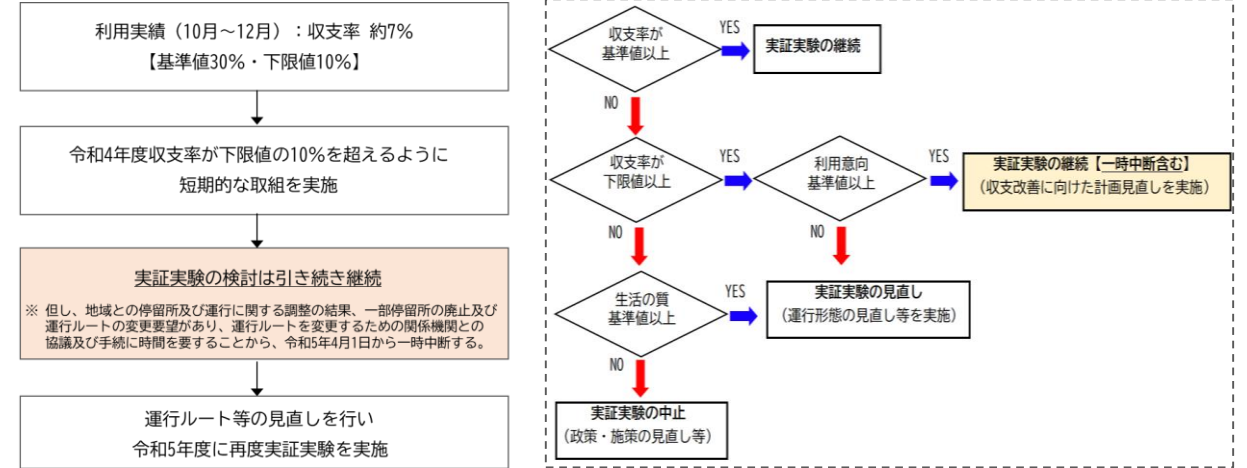 利用実績（10月～12月）：収支率 約7%
【基準値30%・下限値10%】
令和4年度収支率が下限値の10%を超えるように
短期的な取組を実施
実証実験の検討は引き続き継続
※ 但し、地域との停留所及び運行に関する調整の結果、一部停留所の廃止及び
運行ルートの変更要望があり、運行ルートを変更するための関係機関との
協議及び手続に時間を要することから、令和5年4月1日から一時中断する。
運行ルート等の見直しを行い
令和5年度に再度実証実験を実施
収支率が
基準値以上
YES
実証実験の継続
NO
収支率が
下限値以上
YES
利用意向
基準値以上
YES
実証実験の継続【一時中断含む】
（収支改善に向けた計画見直しを実施）
NO
NO
生活の質
基準値以上
YES
実証実験の見直し
（運行形態の見直し等を実施）
NO
実証実験の中止
（政策・施策の見直し等）